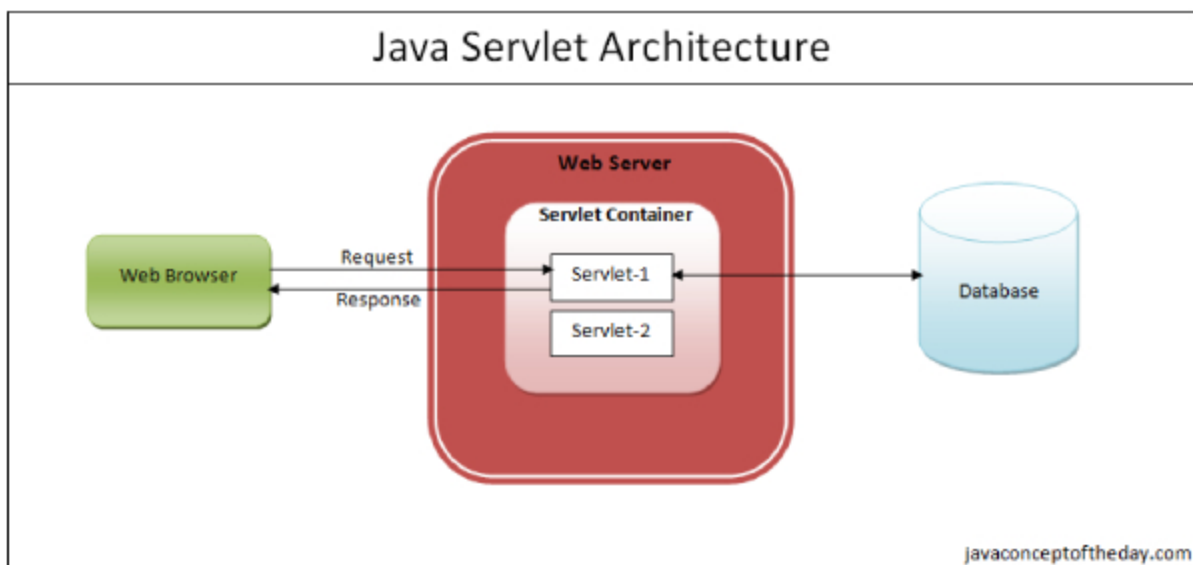 Java Servlet Architecture
Web Server
Servlet Container
Web Browser
Request
Response
Servlet-1
Servlet-2
Database
javaconceptoftheday.com